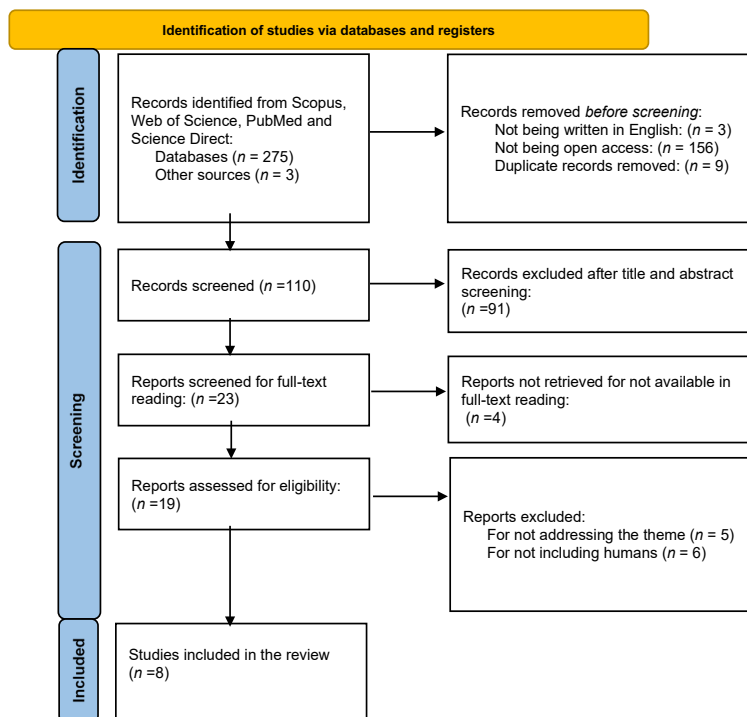 Identification of studies via databases and registers
Identification
Records identified from Scopus,
Web of Science, PubMed and
Science Direct:
Databases (n = 275)
Other sources (n = 3)
Records removed before screening:
Not being written in English: (n = 3)
Not being open access: (n = 156)
Duplicate records removed: (n = 9)
Screening
Records screened (n =110)
Records excluded after title and abstract
screening:
(n =91)
Reports screened for full-text
reading: (n =23)
Reports not retrieved for not available in
full-text reading:
(n =4)
Reports assessed for eligibility:
(n =19)
Reports excluded:
For not addressing the theme (n = 5)
For not including humans (n = 6)
Included
Studies included in the review
(n =8)